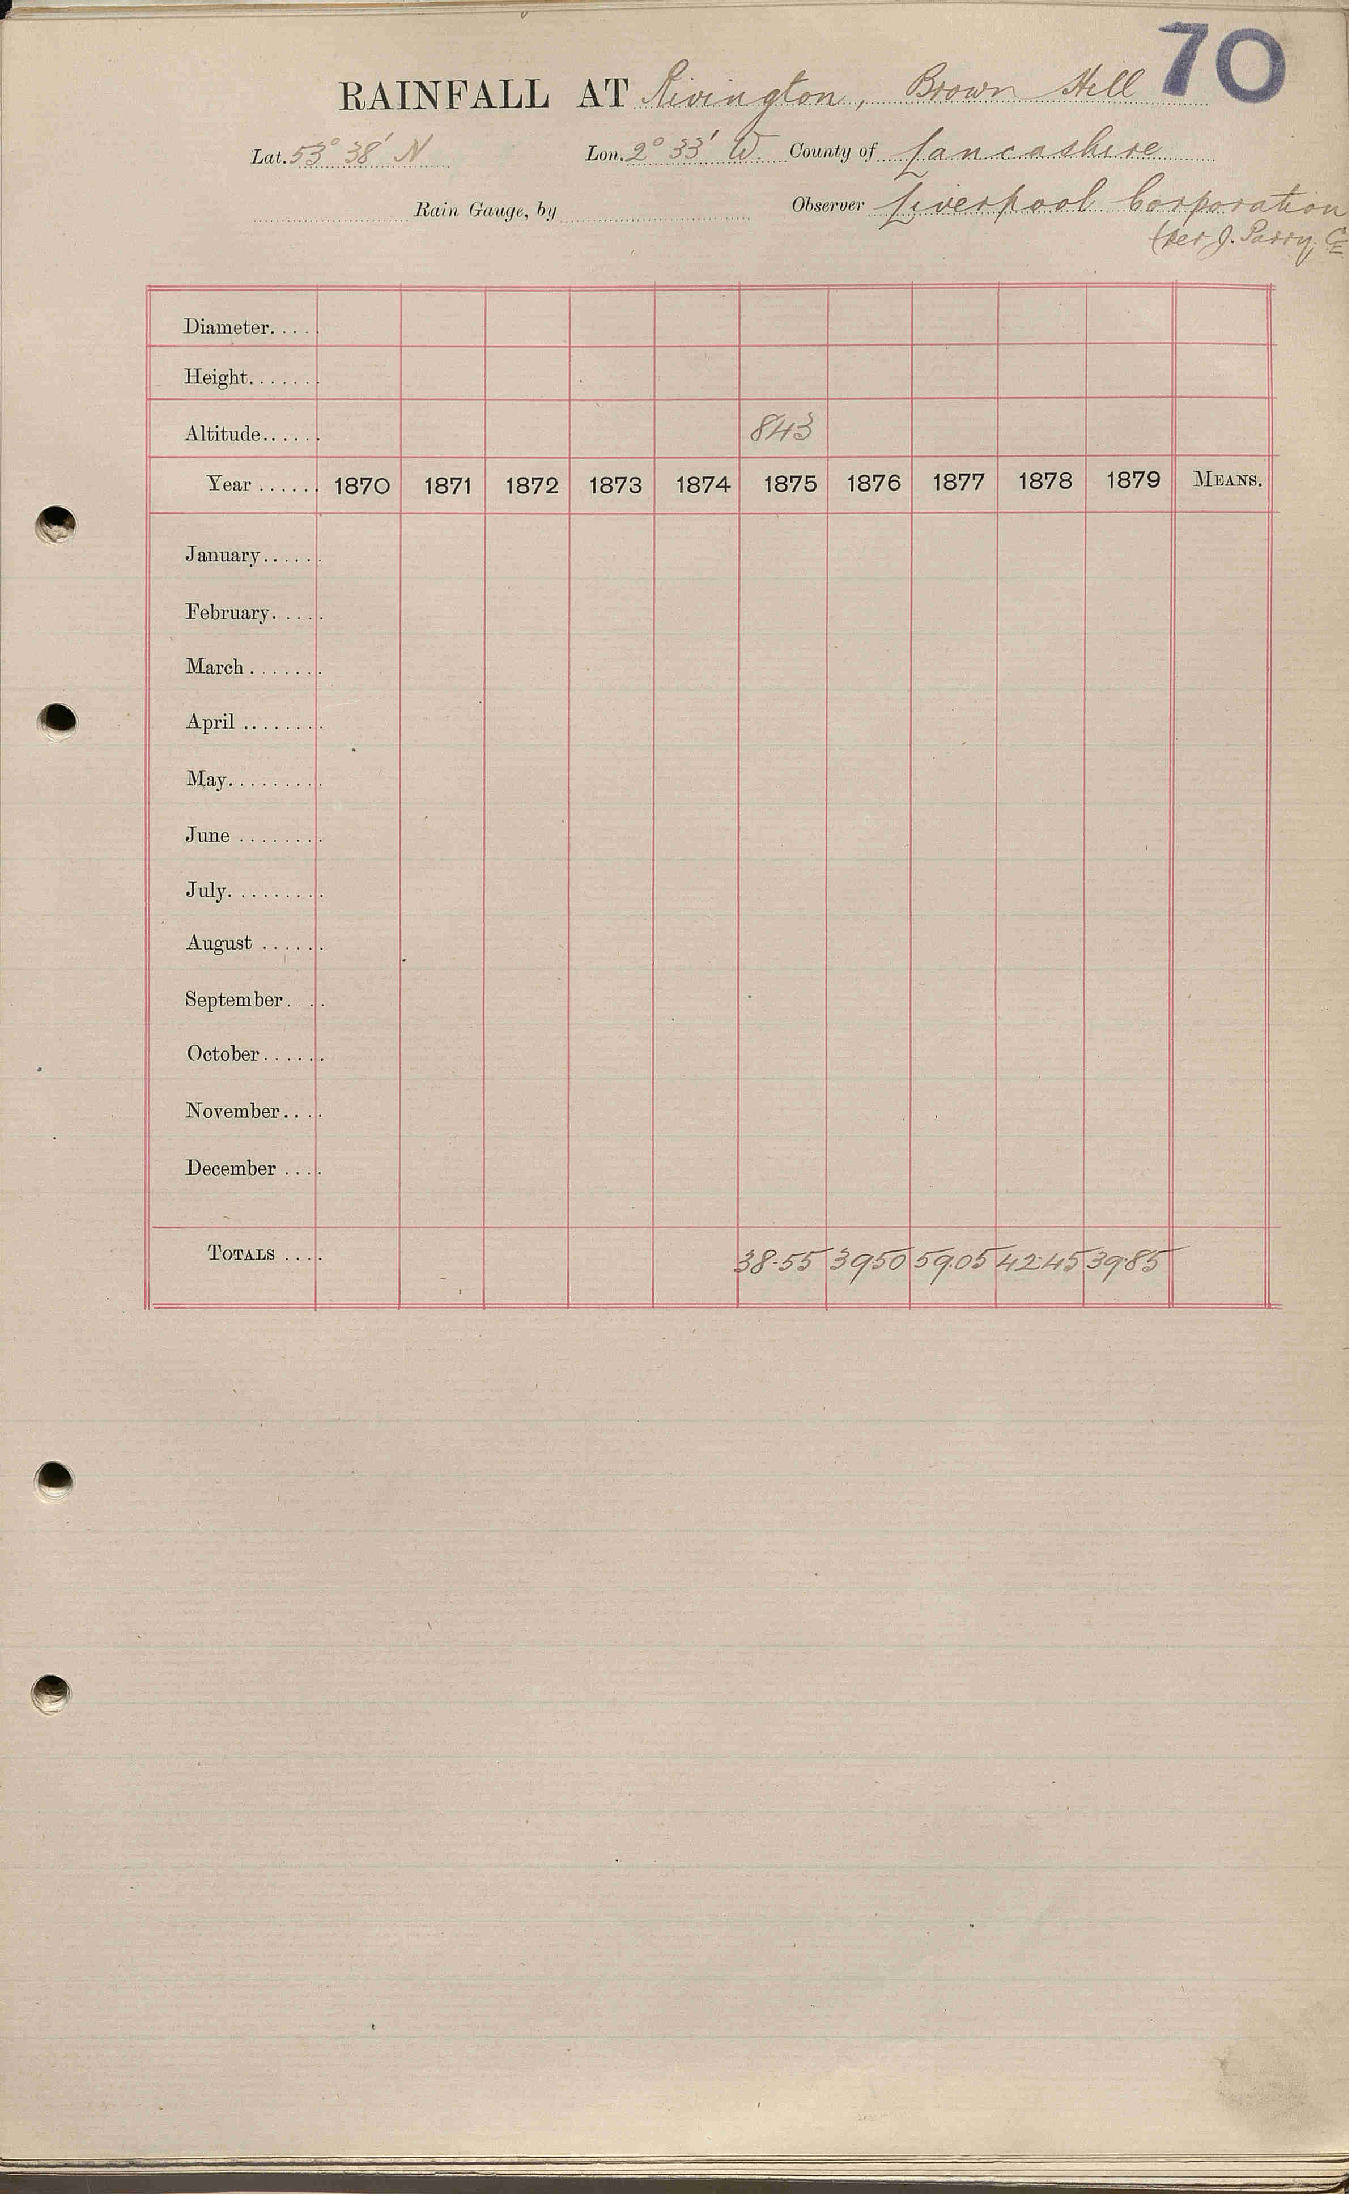 70
RAINFALL AT Rivington, Brown Hill
Lat. 53° 38' N Lon. 2° 33' W. County of Lancashire
Rain Gauge, by Observer Liverpool Corporation
(per J. Parry, CE
Diameter.....
Height.......
Altitude...... 843
Year ...... 1870 1871 1872 1873 1874 1875 1876 1877 1878 1879 MEANS.
January......
February.....
March .......
April ........
May.........
June ........
July.........
August ......
September. ..
October......
November....
December ....
TOTALS .... 38.55 39.50 59.05 42.45 39.85